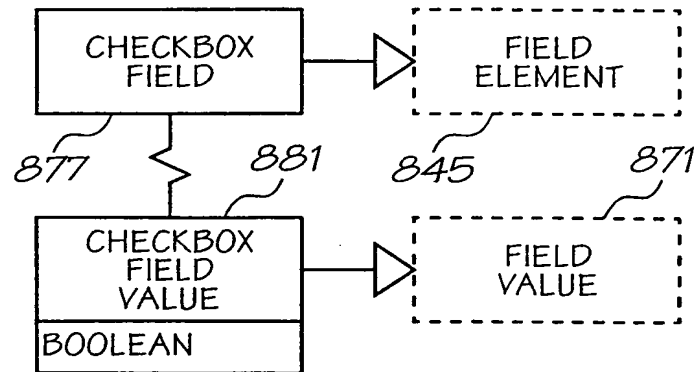 CHECKBOX
FIELD
FIELD
ELEMENT
877
881
845
871
CHECKBOX
FIELD
VALUE
FIELD
VALUE
BOOLEAN